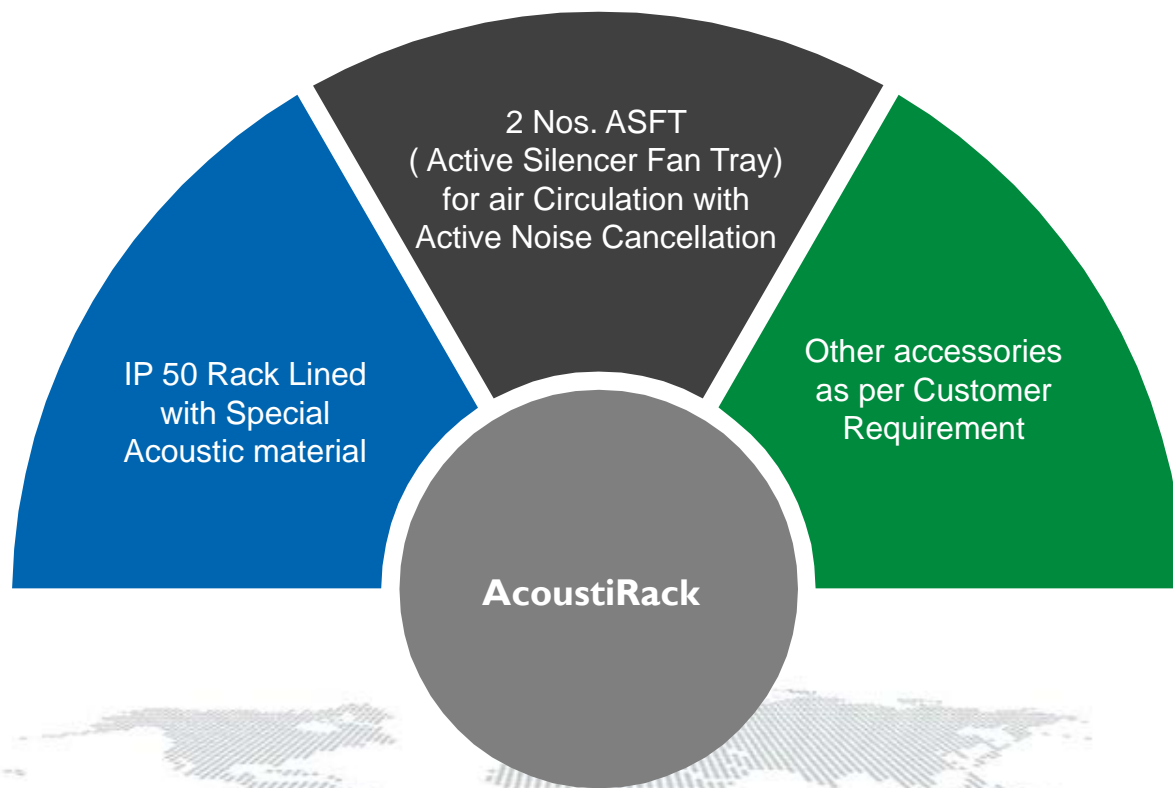 2 Nos. ASFT
( Active Silencer Fan Tray)
for air Circulation with
Active Noise Cancellation
IP 50 Rack Lined
with Special
Acoustic material
Other accessories
as per Customer
Requirement
AcoustiRack